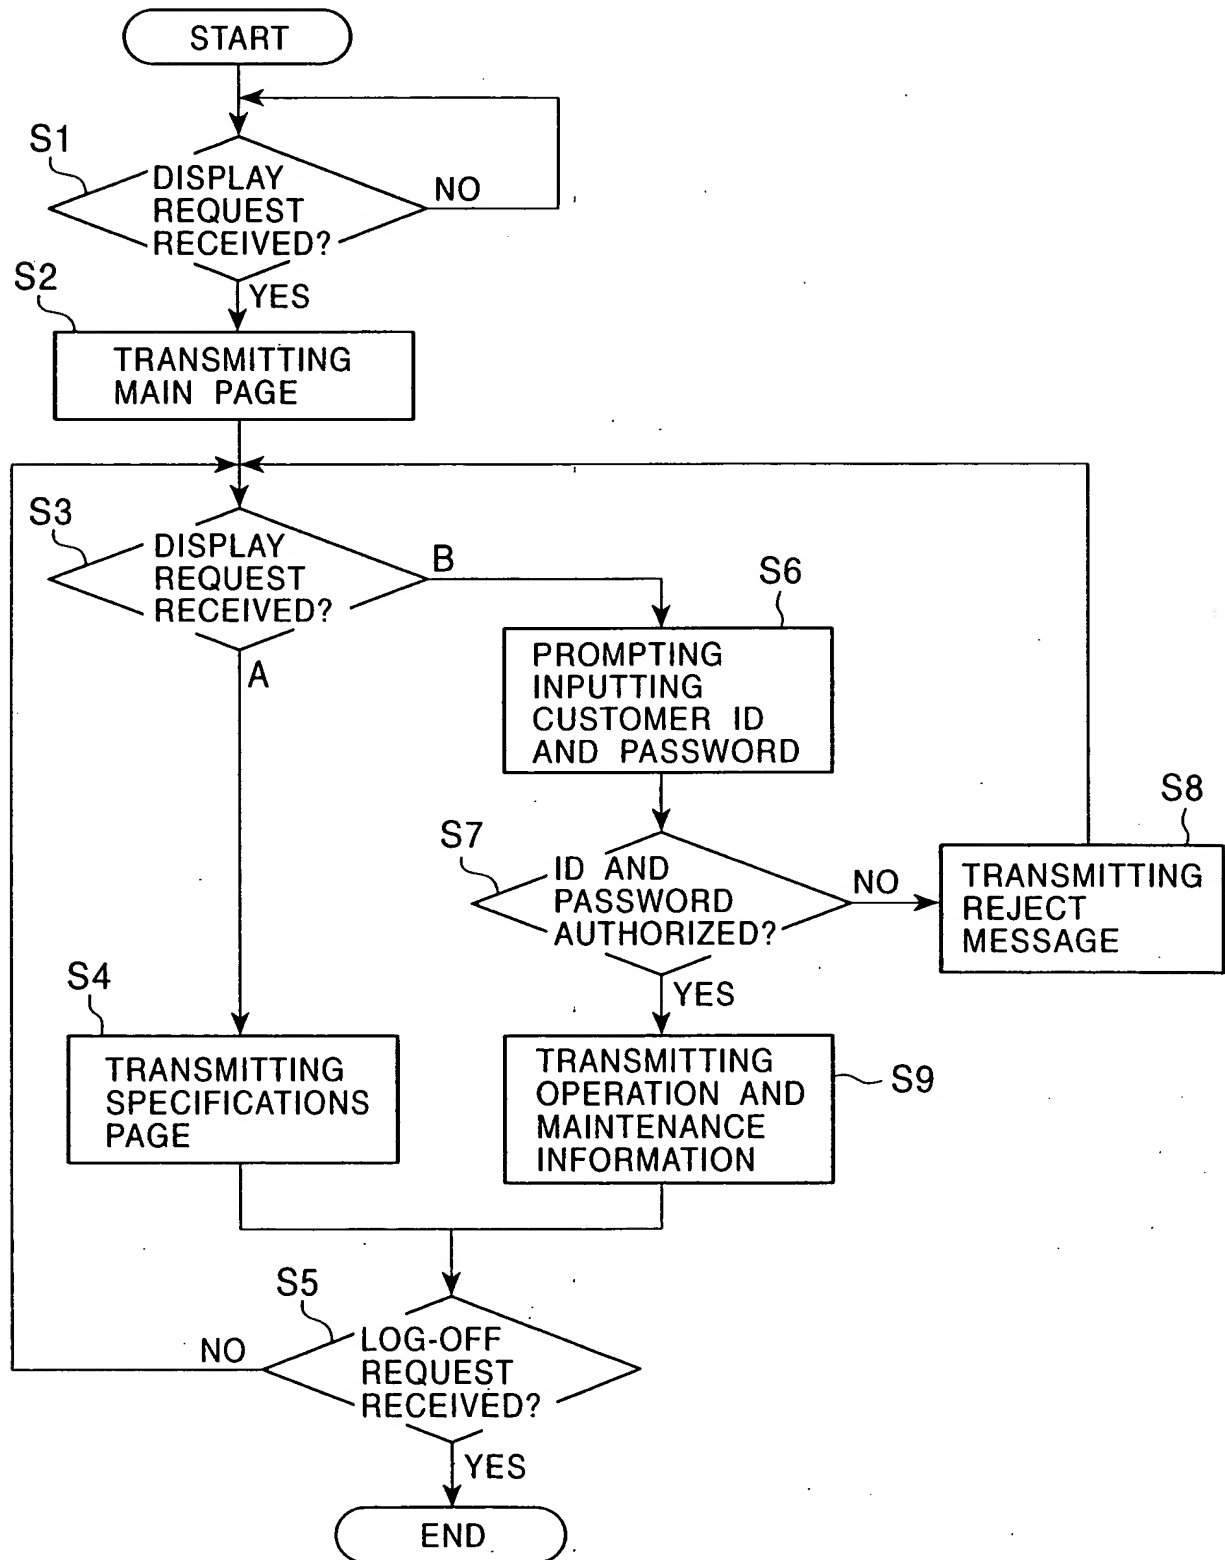 START
S1
DISPLAY
REQUEST
RECEIVED?
NO
YES
S2
TRANSMITTING
MAIN PAGE
S3
DISPLAY
REQUEST
RECEIVED?
B
A
S6
PROMPTING
INPUTTING
CUSTOMER ID
AND PASSWORD
S7
ID AND
PASSWORD
AUTHORIZED?
NO
YES
S8
TRANSMITTING
REJECT
MESSAGE
S4
TRANSMITTING
SPECIFICATIONS
PAGE
TRANSMITTING
OPERATION AND
MAINTENANCE
INFORMATION
S9
S5
LOG-OFF
REQUEST
RECEIVED?
NO
YES
END